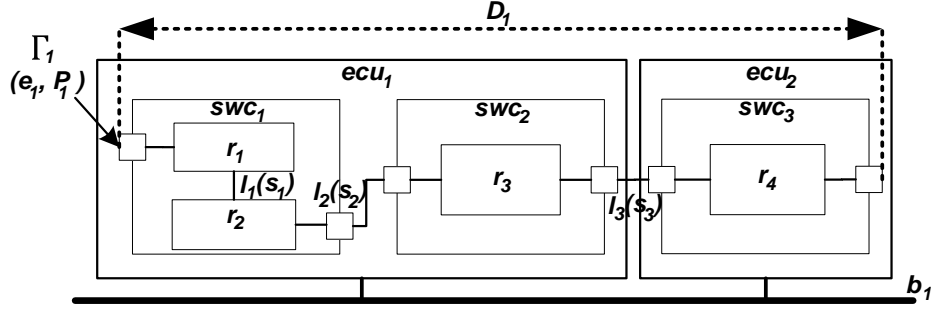 D₁
Γ₁
(e₁, P₁)
ecu₁
ecu₂
swc₁
swc₂
swc₃
r₁
l₁(s₁)
r₂
l₂(s₂)
r₃
l₃(s₃)
r₄
b₁